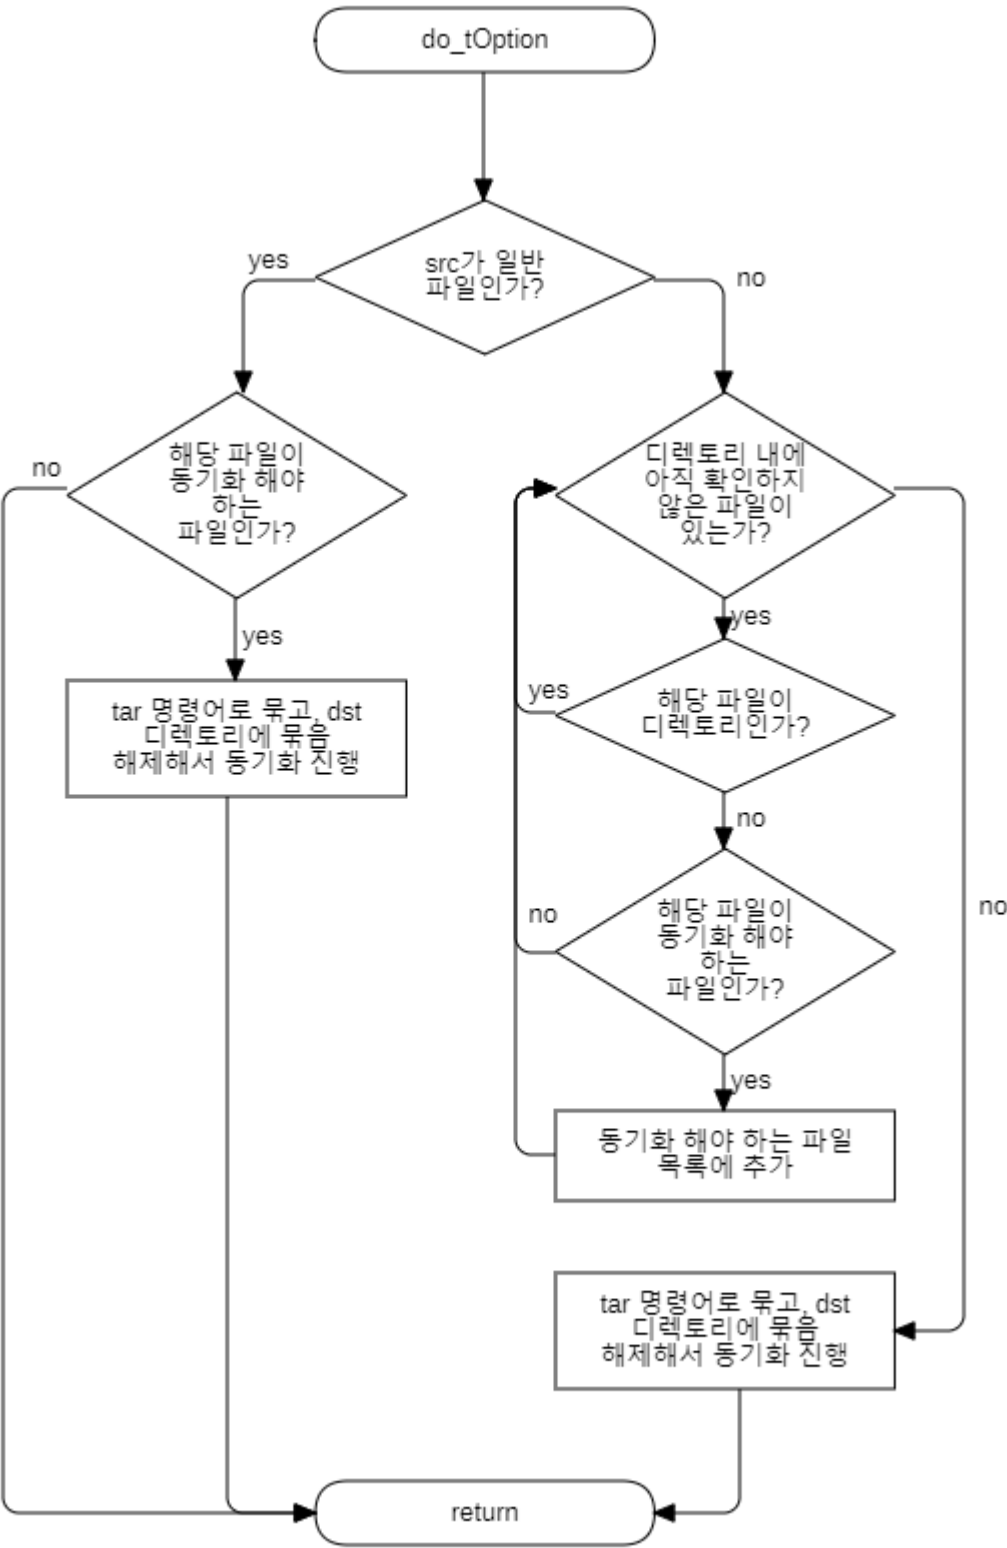 do_tOption
yes
src가 일반
파일인가?
no
no
해당 파일이
동기화 해야
하는
파일인가?
yes
tar 명령어로 묶고, dst
디렉토리에 묶음
해제해서 동기화 진행
디렉토리 내에
아직 확인하지
않은 파일이
있는가?
yes
yes
해당 파일이
디렉토리인가?
no
no
해당 파일이
동기화 해야
하는
파일인가?
no
yes
동기화 해야 하는 파일
목록에 추가
tar 명령어로 묶고, dst
디렉토리에 묶음
해제해서 동기화 진행
return